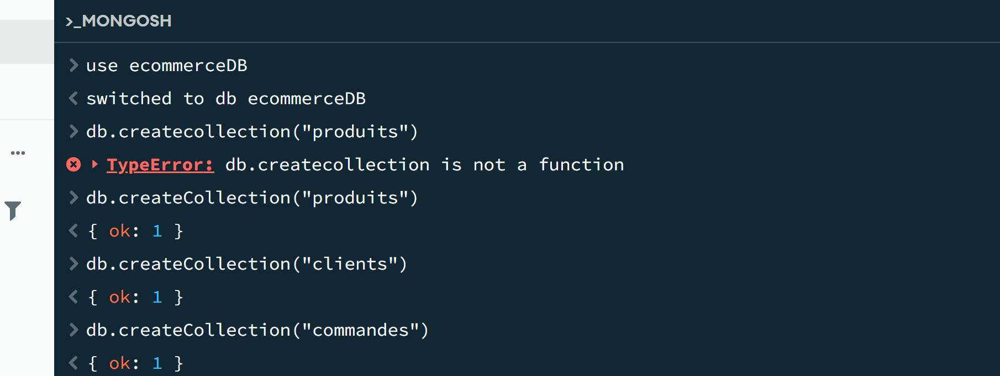 >_MONGOSH
> use ecommerceDB
< switched to db ecommerceDB
> db.createcollection("produits")
TypeError: db.createcollection is not a function
> db.createCollection("produits")
< { ok: 1 }
> db.createCollection("clients")
< { ok: 1 }
> db.createCollection("commandes")
< { ok: 1 }